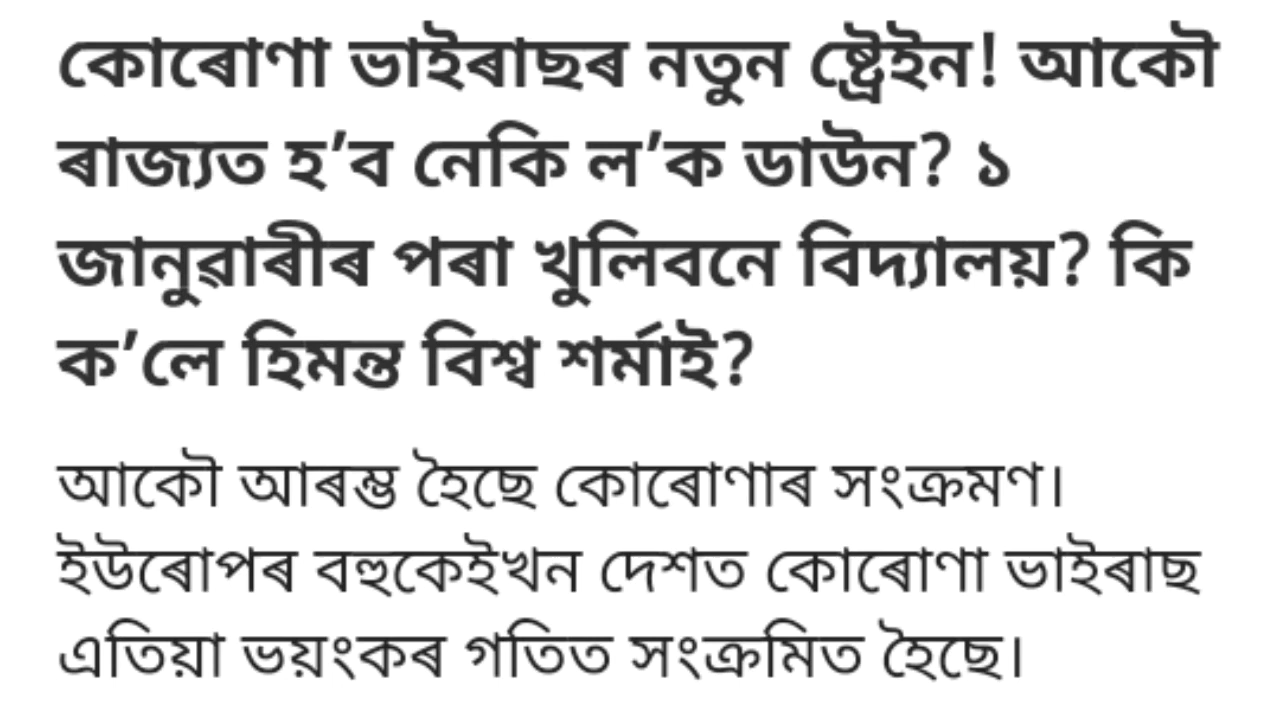 কোৰোণা ভাইৰাছৰ নতুন ষ্ট্ৰেইন! আকৌ
ৰাজ্যত হ’ব নেকি ল’ক ডাউন? ১
জানুৱাৰীৰ পৰা খুলিবনে বিদ্যালয়? কি
ক’লে হিমন্ত বিশ্ব শৰ্মাই?
আকৌ আৰম্ভ হৈছে কোৰোণাৰ সংক্ৰমণ।
ইউৰোপৰ বহুকেইখন দেশত কোৰোণা ভাইৰাছ
এতিয়া ভয়ংকৰ গতিত সংক্ৰমিত হৈছে।